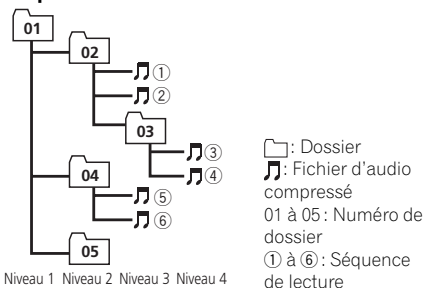 01
02
①
②
03
③
④
04
⑤
⑥
05
Niveau 1 Niveau 2 Niveau 3 Niveau 4
: Dossier
: Fichier d'audio
compressé
01 à 05 : Numéro de
dossier
① à ⑥ : Séquence
de lecture